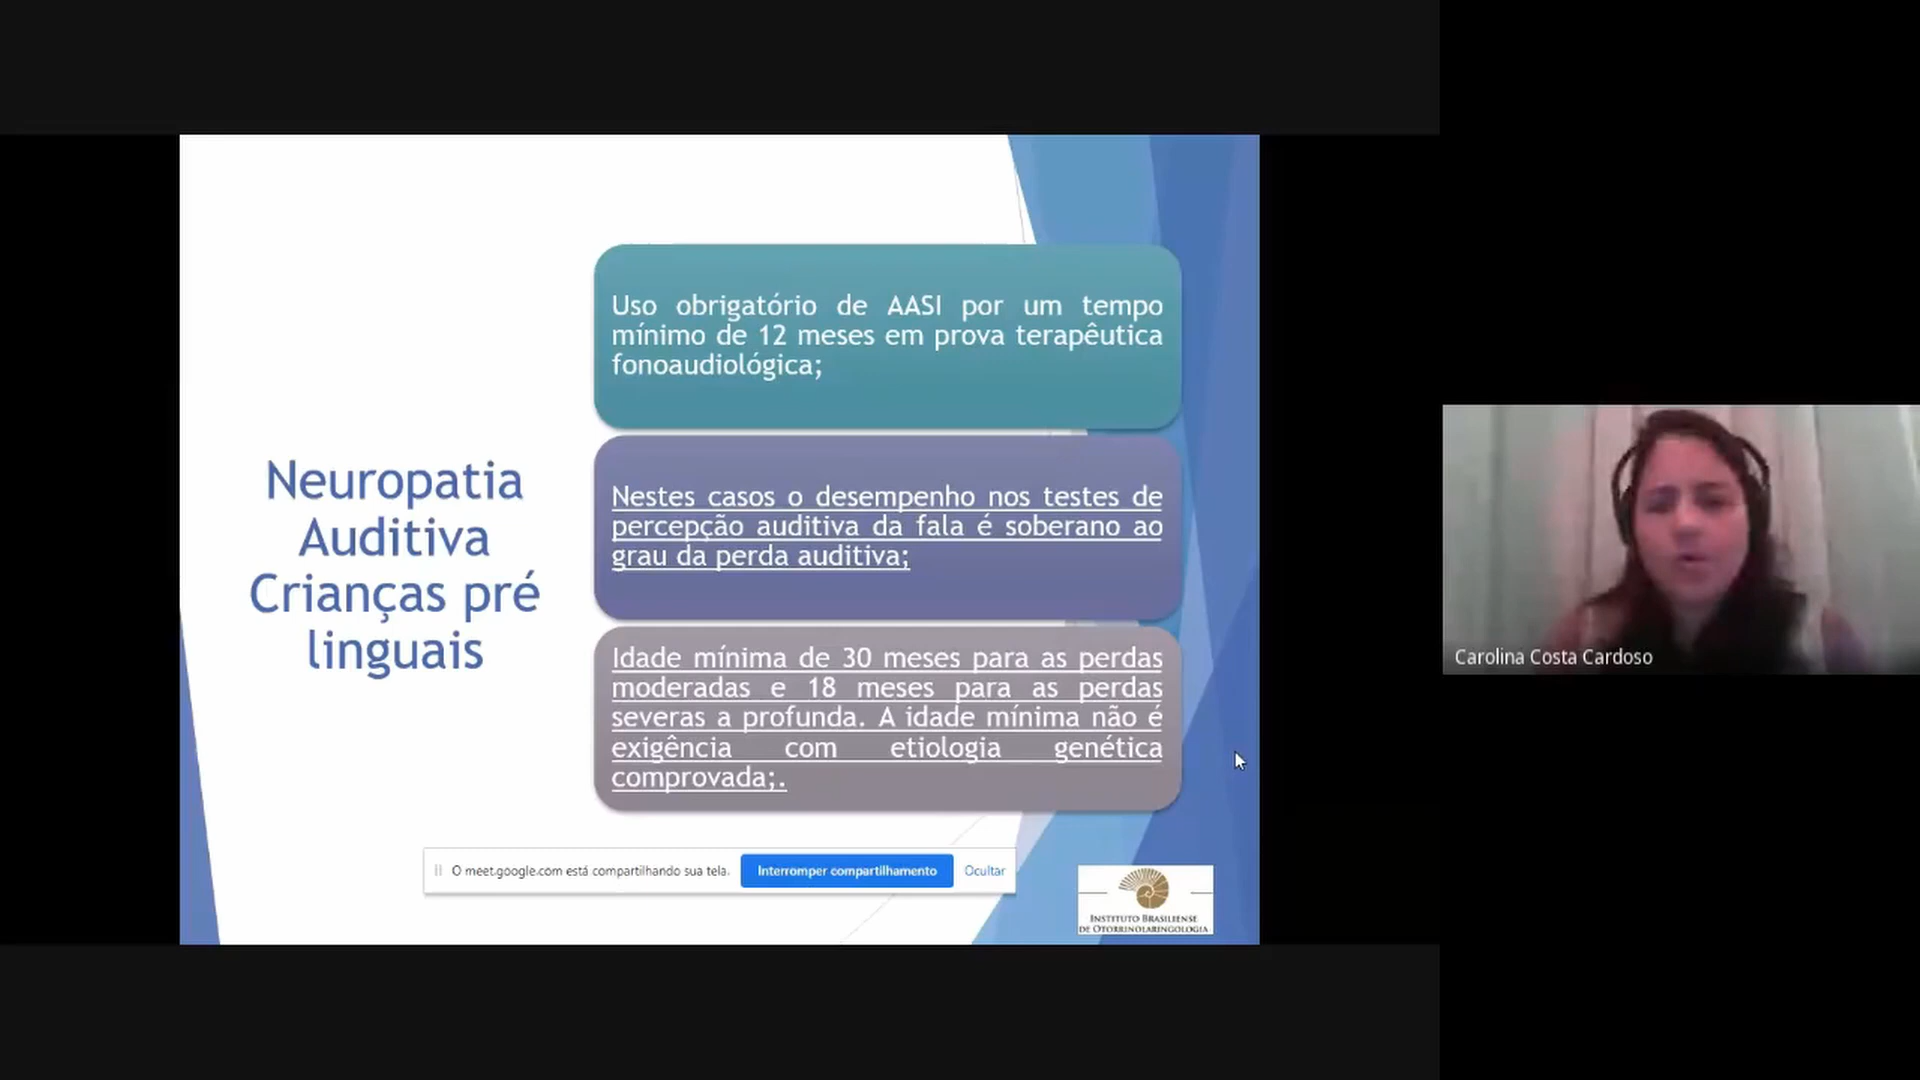 Neuropatia
Auditiva
Crianças pré
linguais
Uso obrigatório de AASI por um tempo
mínimo de 12 meses em prova terapêutica
fonoaudiológica;
Nestes casos o desempenho nos testes de
percepção auditiva da fala é soberano ao
grau da perda auditiva;
Idade mínima de 30 meses para as perdas
moderadas e 18 meses para as perdas
severas a profunda. A idade mínima não é
exigência com etiologia genética
comprovada;.
O meet.google.com está compartilhando sua tela.
Interromper compartilhamento
Ocultar
INSTITUTO BRASILIENSE
DE OTORRINOLARINGOLOGIA
Carolina Costa Cardoso